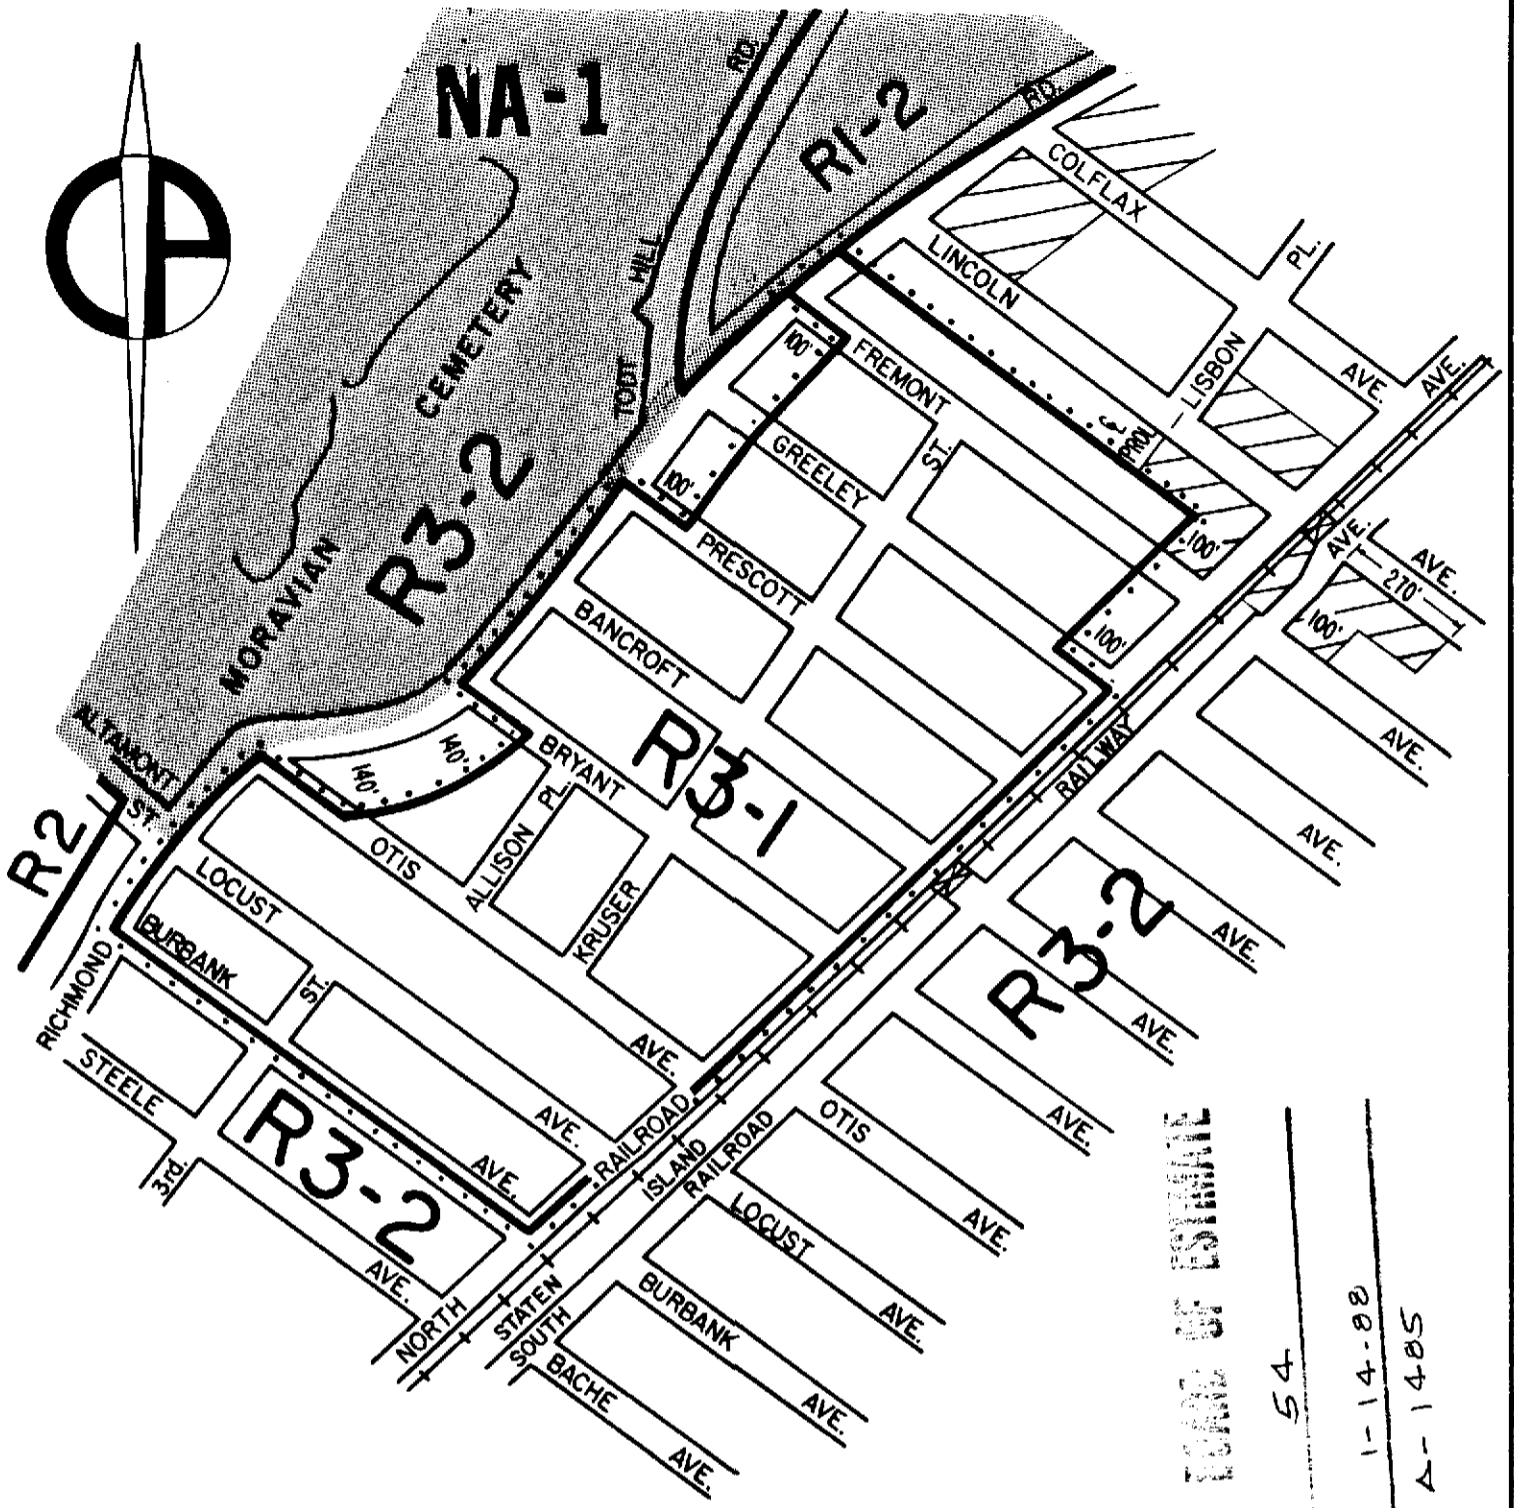 NA-1
RD.
R1-2
RD.
COLFLAX
PL.
LINCOLN
AVE.
AVE.
LISBON
HILL
TODT
MORAVIAN CEMETERY
R3-2
100'
FREMONT
GREELEY
ST.
100'
PRESCOTT
₵ PROL
100'
AVE.
AVE.
270'
100'
100'
BANCROFT
BRYANT
R3-1
RAILWAY
AVE.
ALTAMONT
ST.
R2
140'
140'
OTIS
ALLISON
PL.
KRUSER
LOCUST
BURBANK
ST.
RICHMOND
STEELE
3rd.
R3-2
AVE.
AVE.
AVE.
AVE.
RAILROAD
R3-2
AVE.
AVE.
AVE.
AVE.
AVE.
NORTH
STATEN
ISLAND
SOUTH
RAILROAD
OTIS
AVE.
LOCUST
AVE.
BURBANK
AVE.
BACHE
AVE.
BOARD OF ESTIMATE
54
1-14-88
A-1485